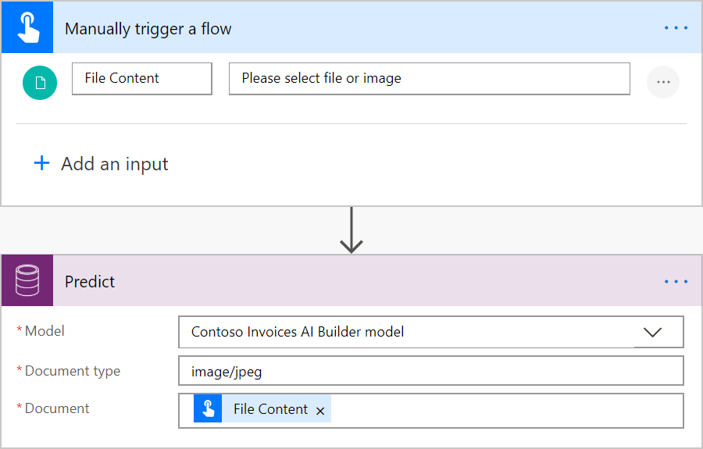 Manually trigger a flow
File Content
Please select file or image
Add an input
Predict
*Model
Contoso Invoices AI Builder model
*Document type
image/jpeg
*Document
File Content